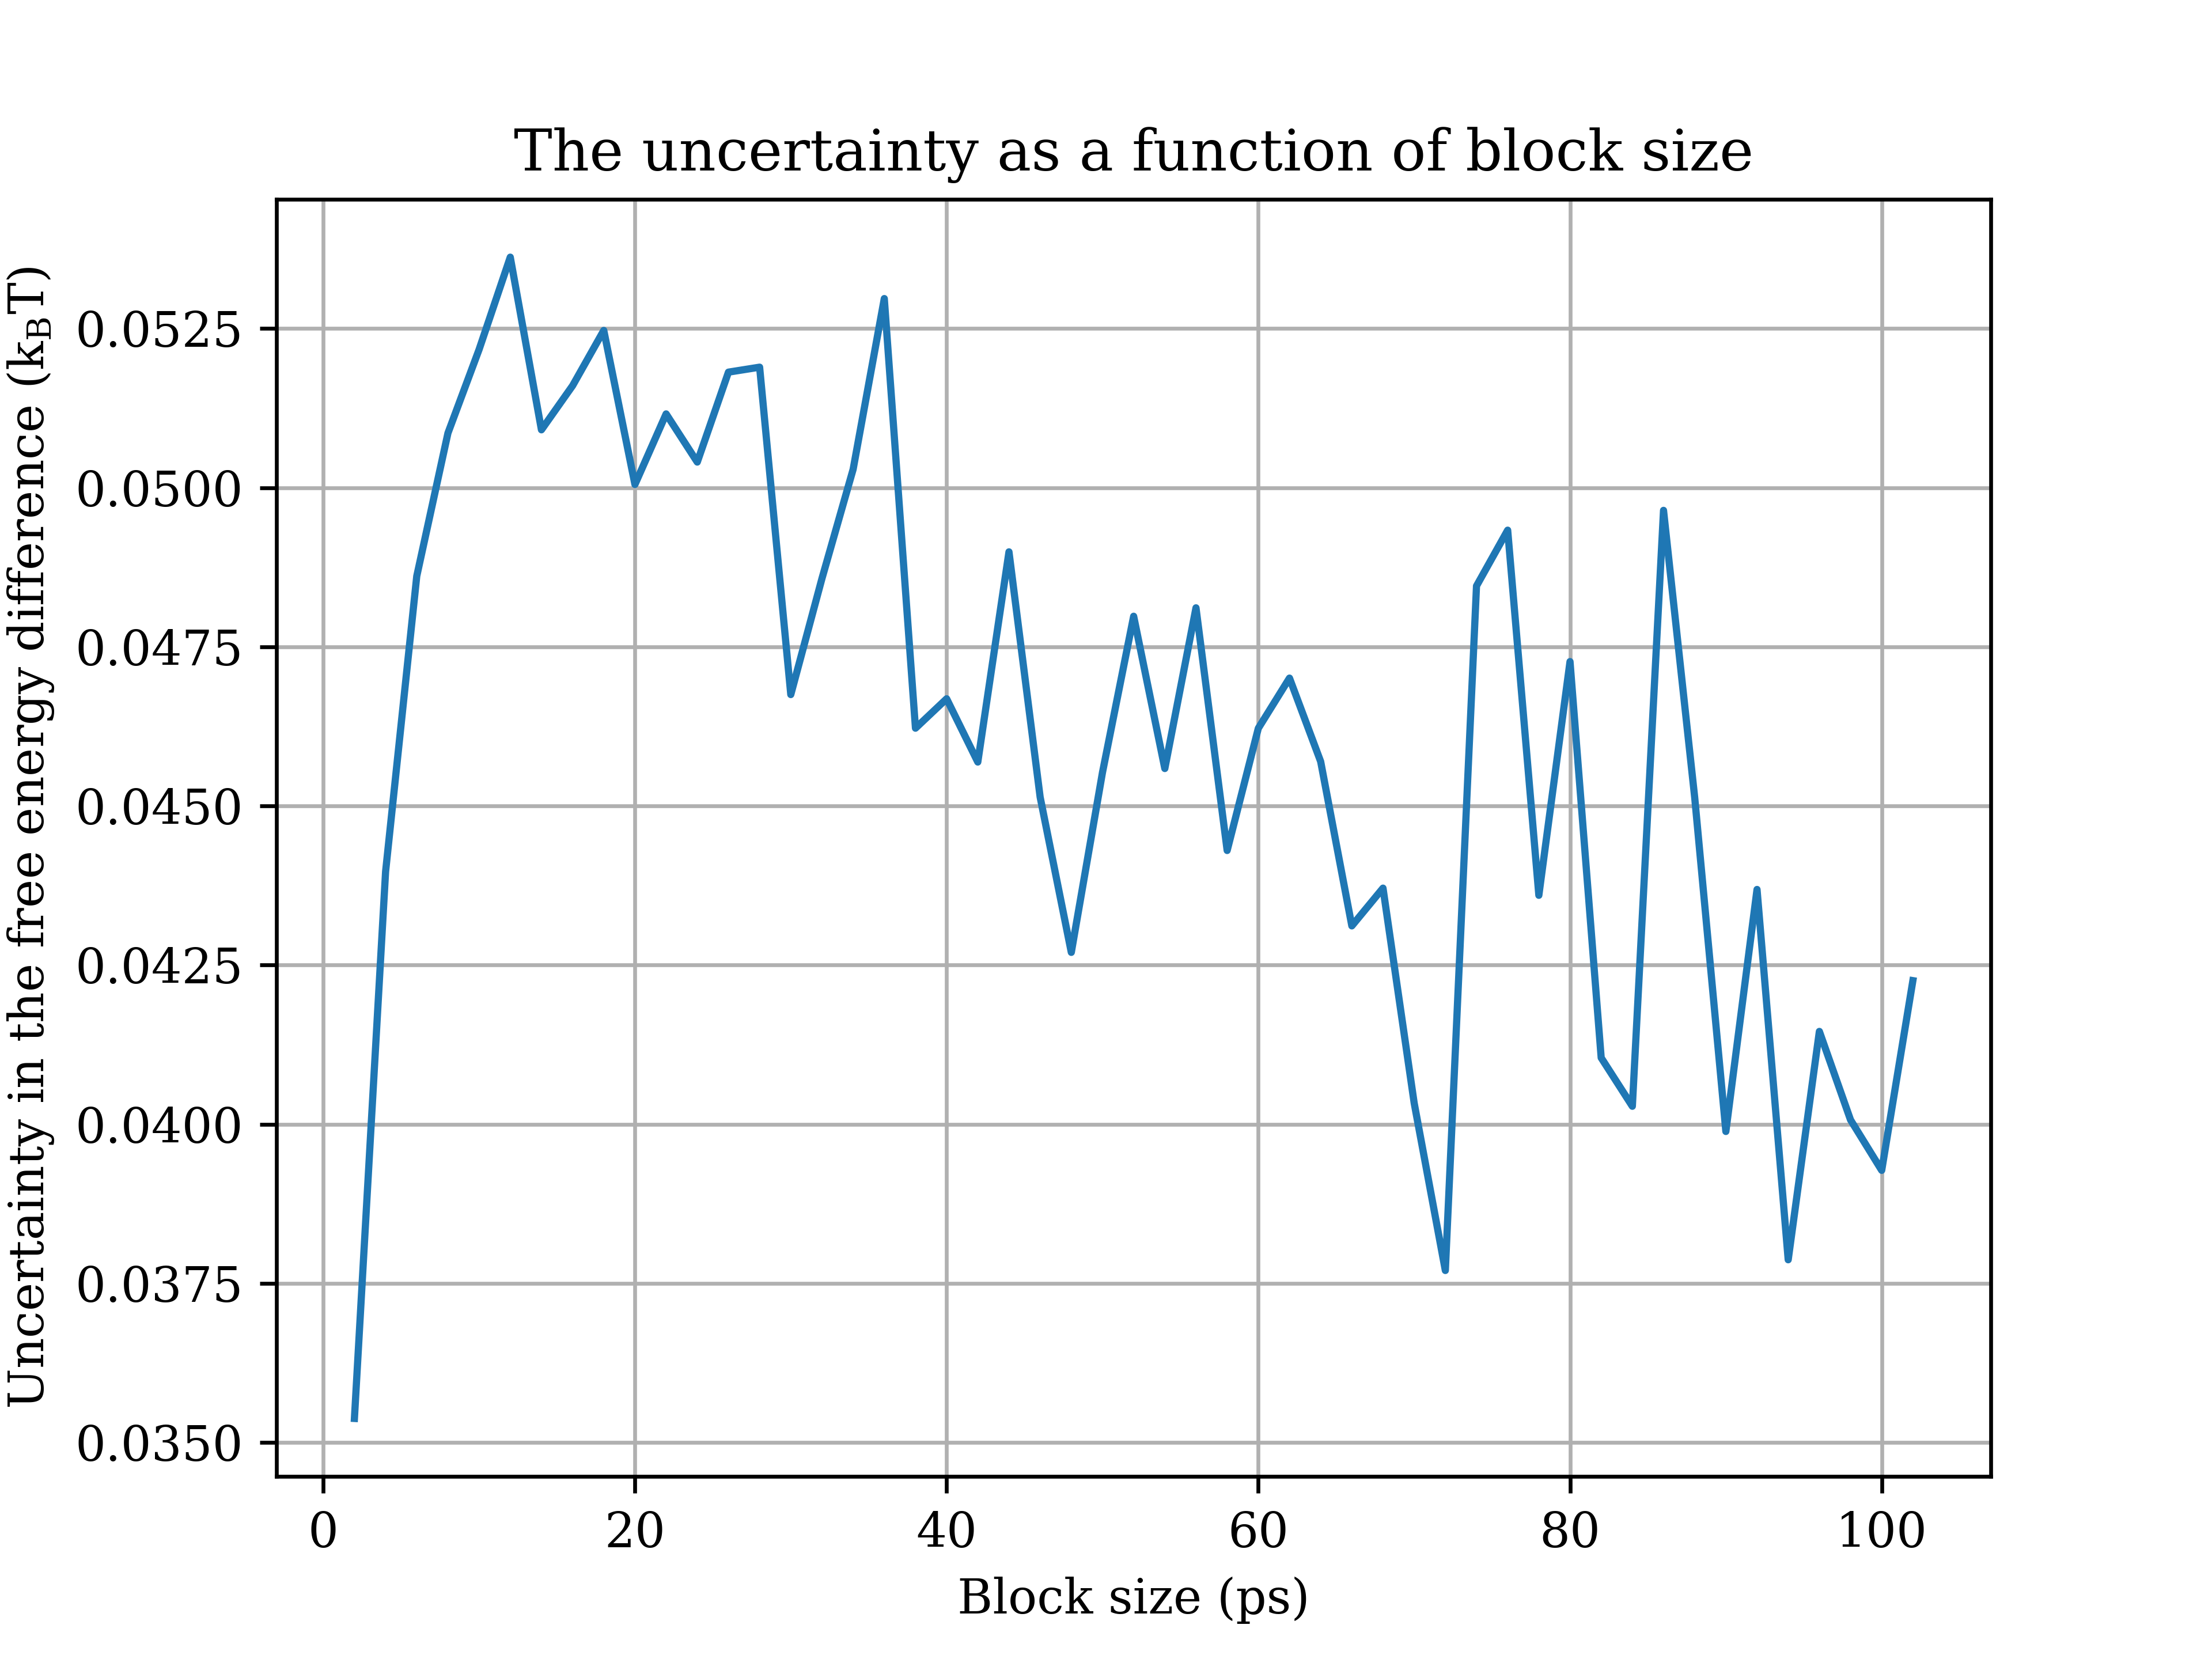 The uncertainty as a function of block size
Uncertainty in the free energy difference (k_BT)
0.0525
0.0500
0.0475
0.0450
0.0425
0.0400
0.0375
0.0350
0 20 40 60 80 100
Block size (ps)